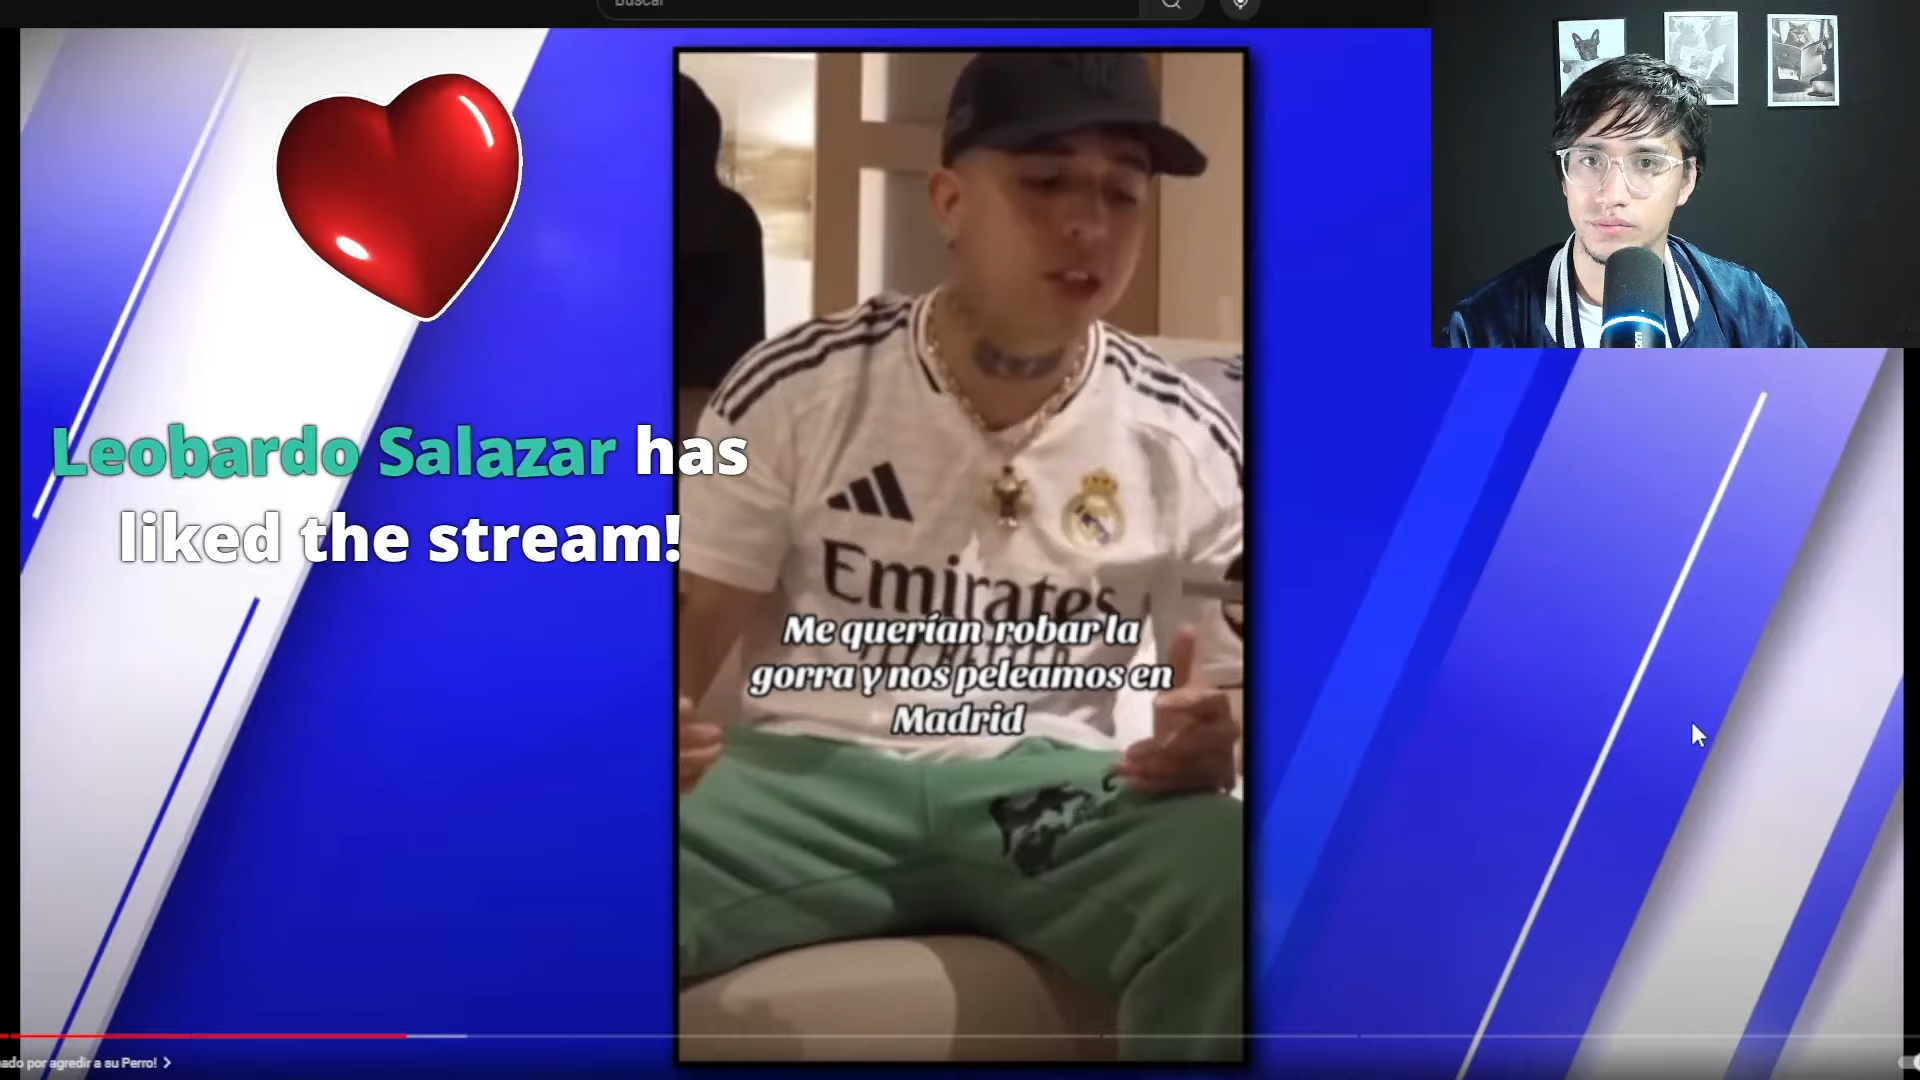 Buscar
Leobardo Salazar has
liked the stream!
Emirates
Me querían robar la
gorra y nos peleamos en
Madrid
ado por agredir a su Perro!